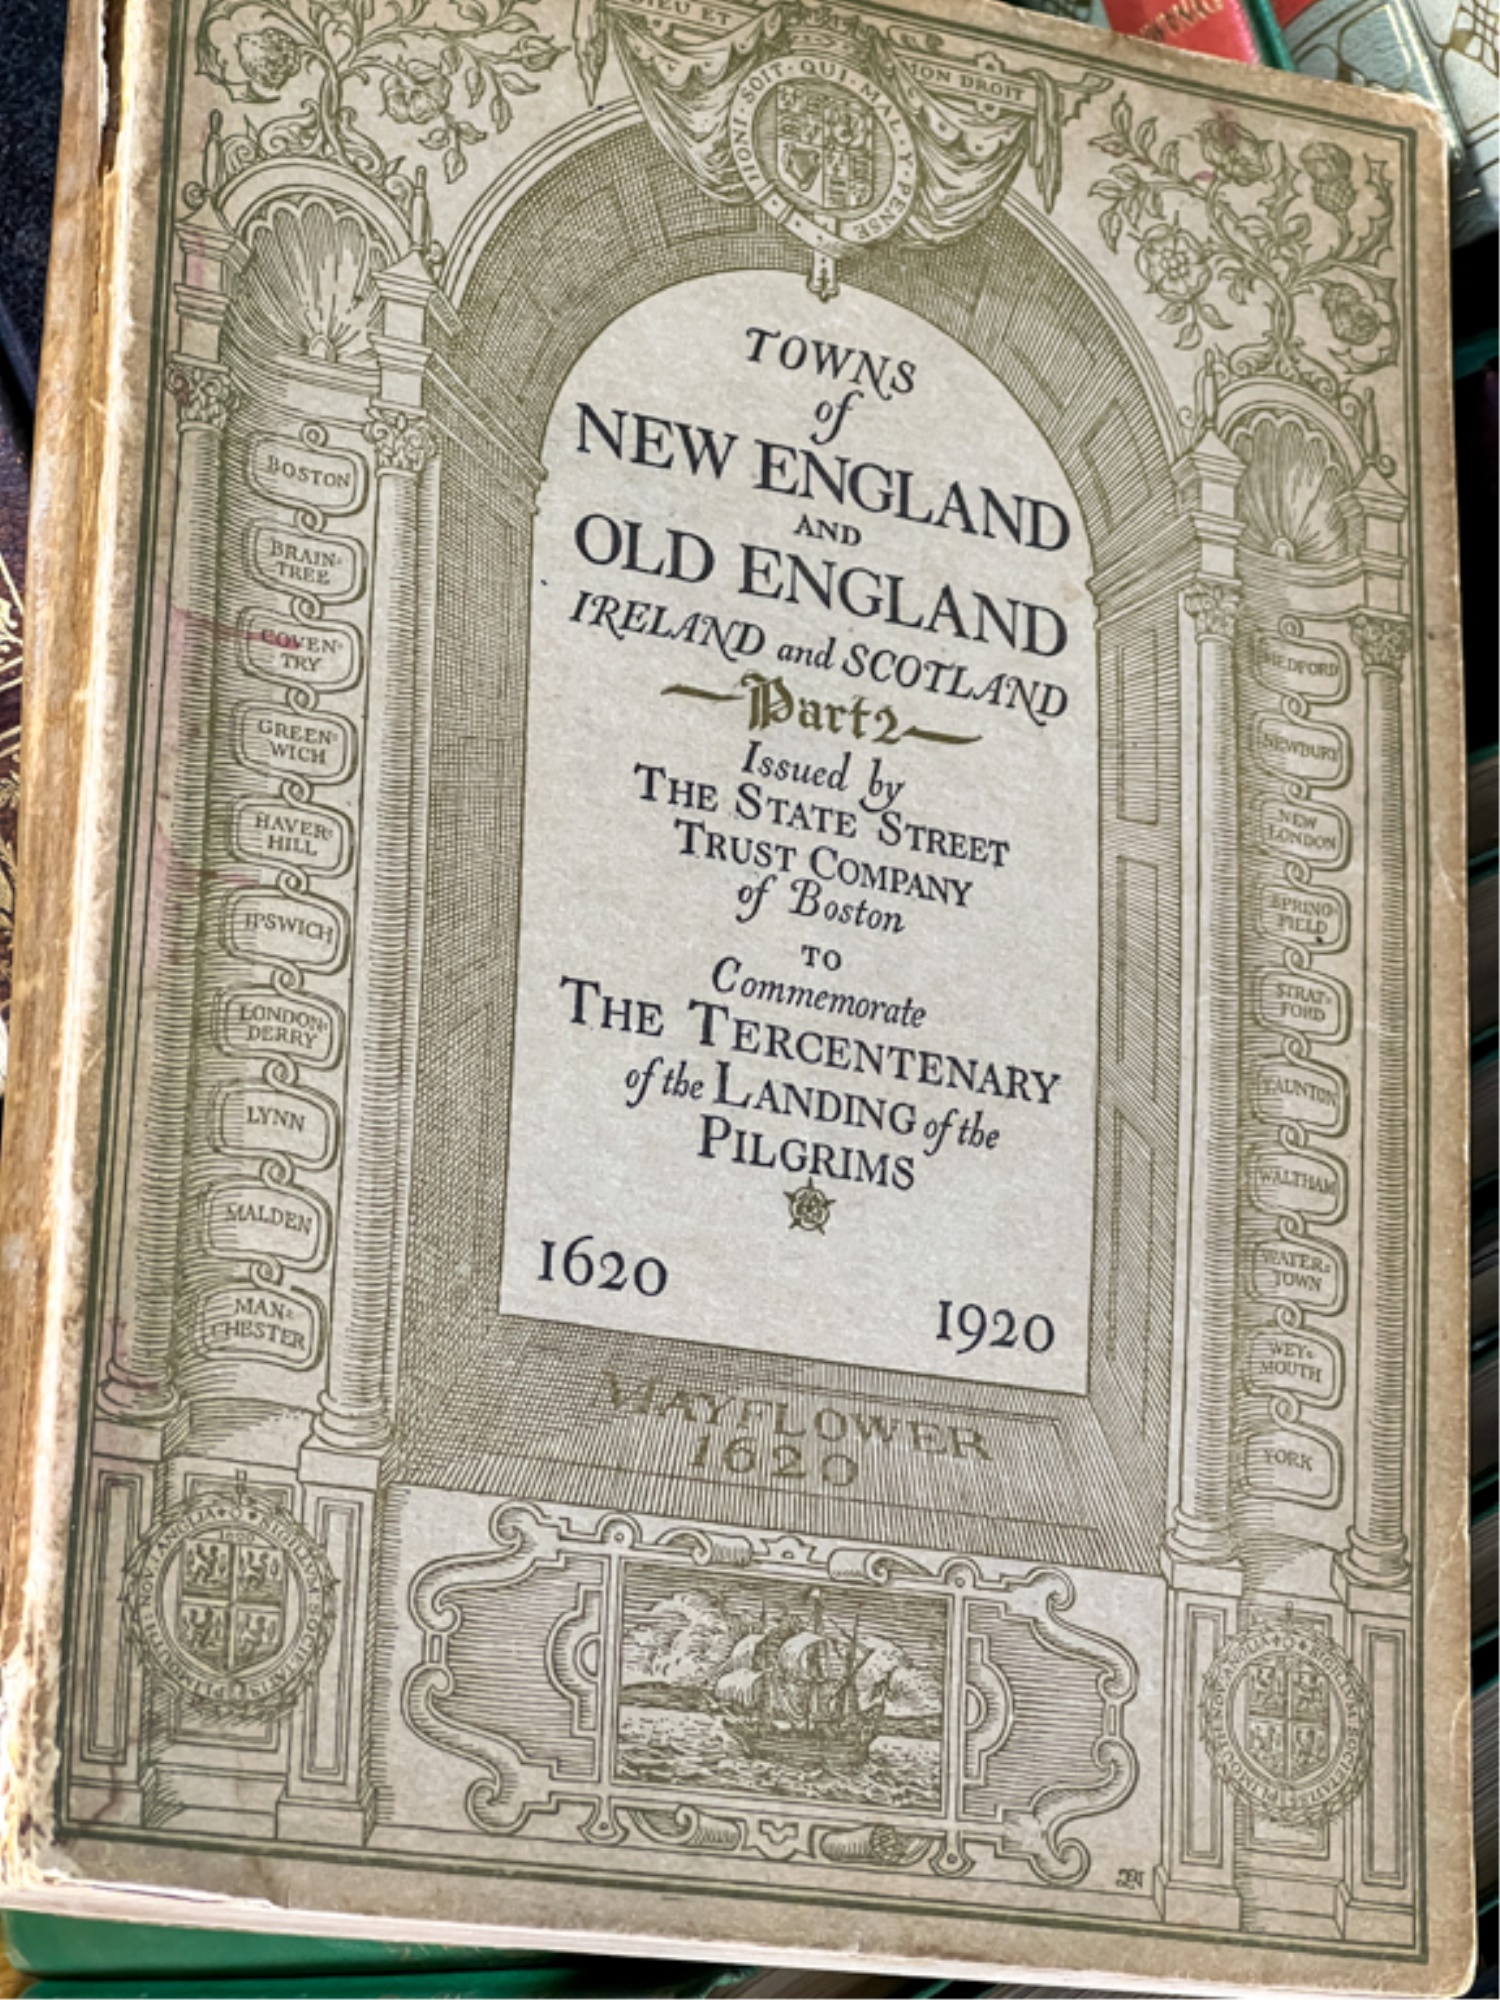 DIEU ET
MON DROIT
HONI·SOIT·QUI·MAL·Y·PENSE
TOWNS
of
NEW ENGLAND
AND
OLD ENGLAND
IRELAND and SCOTLAND
Part 2
Issued by
THE STATE STREET
TRUST COMPANY
of Boston
TO
Commemorate
THE TERCENTENARY
of the LANDING of the
PILGRIMS
1620
1920
MAYFLOWER
1620
BOSTON
BRAIN-
TREE
COVEN-
TRY
GREEN-
WICH
HAVER-
HILL
IPSWICH
LONDON-
DERRY
LYNN
MALDEN
MAN-
CHESTER
MEDFORD
NEWBURY
NEW
LONDON
SPRING-
FIELD
STRAT-
FORD
TAUNTON
WALTHAM
WATER-
TOWN
WEY-
MOUTH
YORK